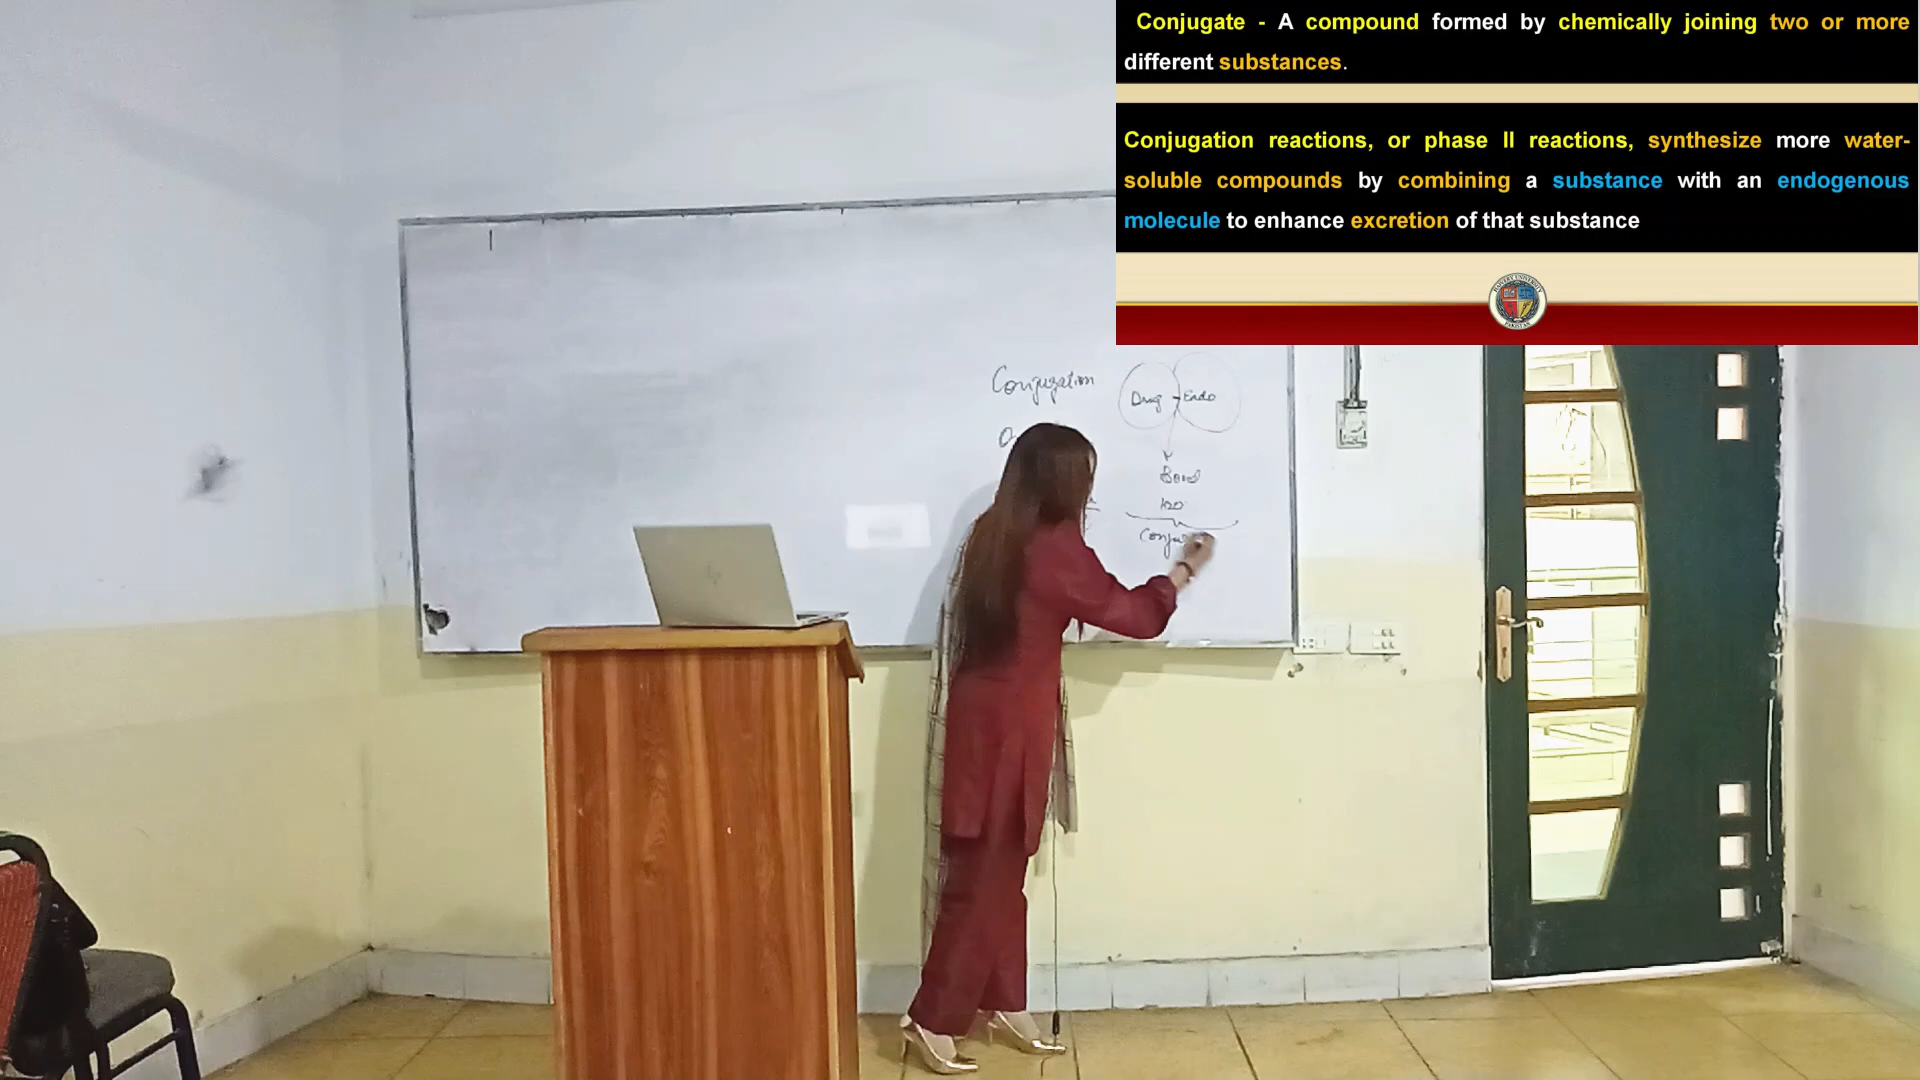 Conjugate - A compound formed by chemically joining two or more
different substances.
Conjugation reactions, or phase II reactions, synthesize more water-
soluble compounds by combining a substance with an endogenous
molecule to enhance excretion of that substance
Conjugation
Drug - Endo
Bond